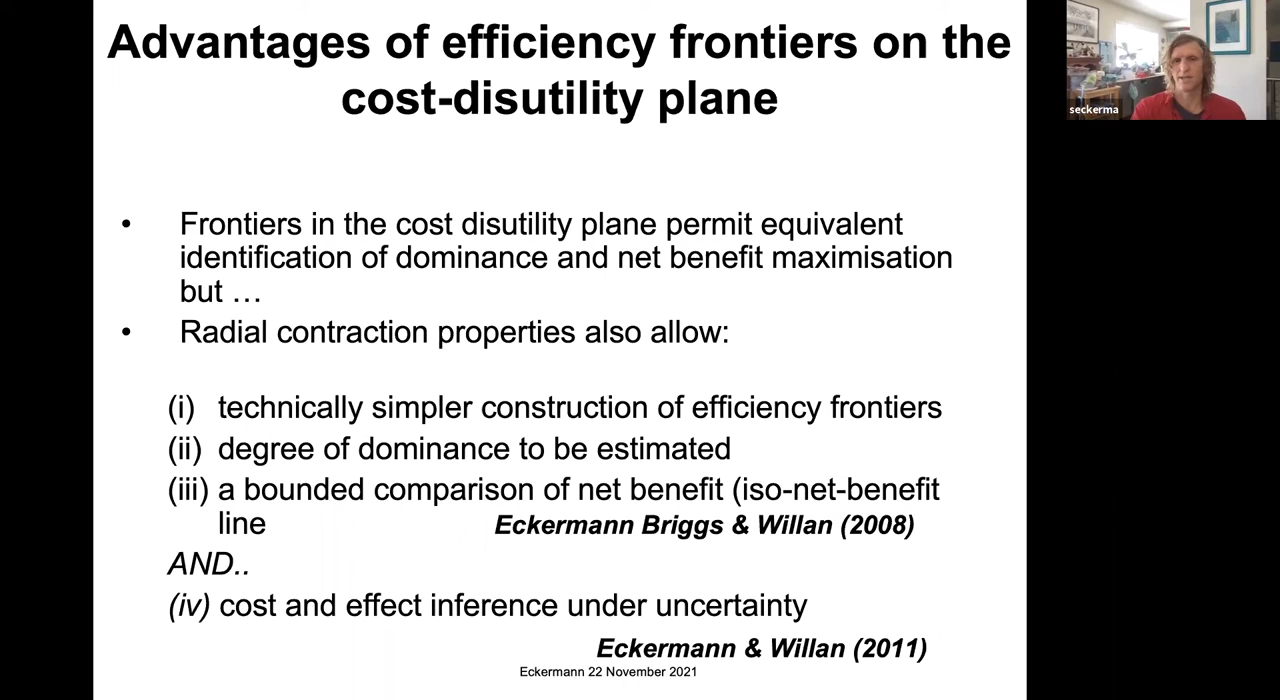 Advantages of efficiency frontiers on the
cost-disutility plane
seckerma
• Frontiers in the cost disutility plane permit equivalent
identification of dominance and net benefit maximisation
but …
• Radial contraction properties also allow:
(i) technically simpler construction of efficiency frontiers
(ii) degree of dominance to be estimated
(iii) a bounded comparison of net benefit (iso-net-benefit
line Eckermann Briggs & Willan (2008)
AND..
(iv) cost and effect inference under uncertainty
Eckermann & Willan (2011)
Eckermann 22 November 2021